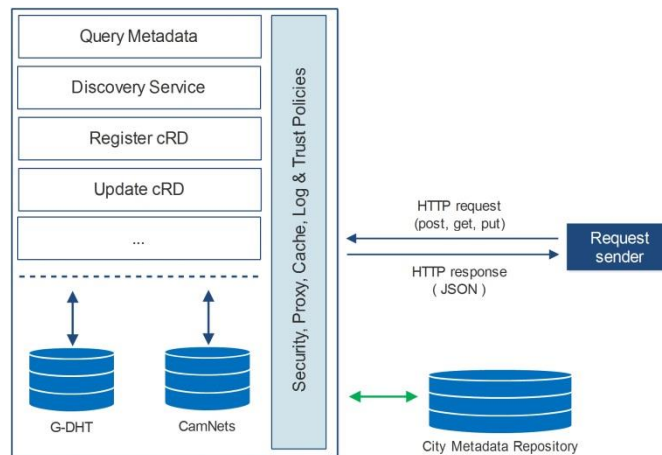 Query Metadata
Discovery Service
Register cRD
Update cRD
...
G-DHT
CamNets
Security, Proxy, Cache, Log & Trust Policies
HTTP request
(post, get, put)
HTTP response
( JSON )
Request
sender
City Metadata Repository